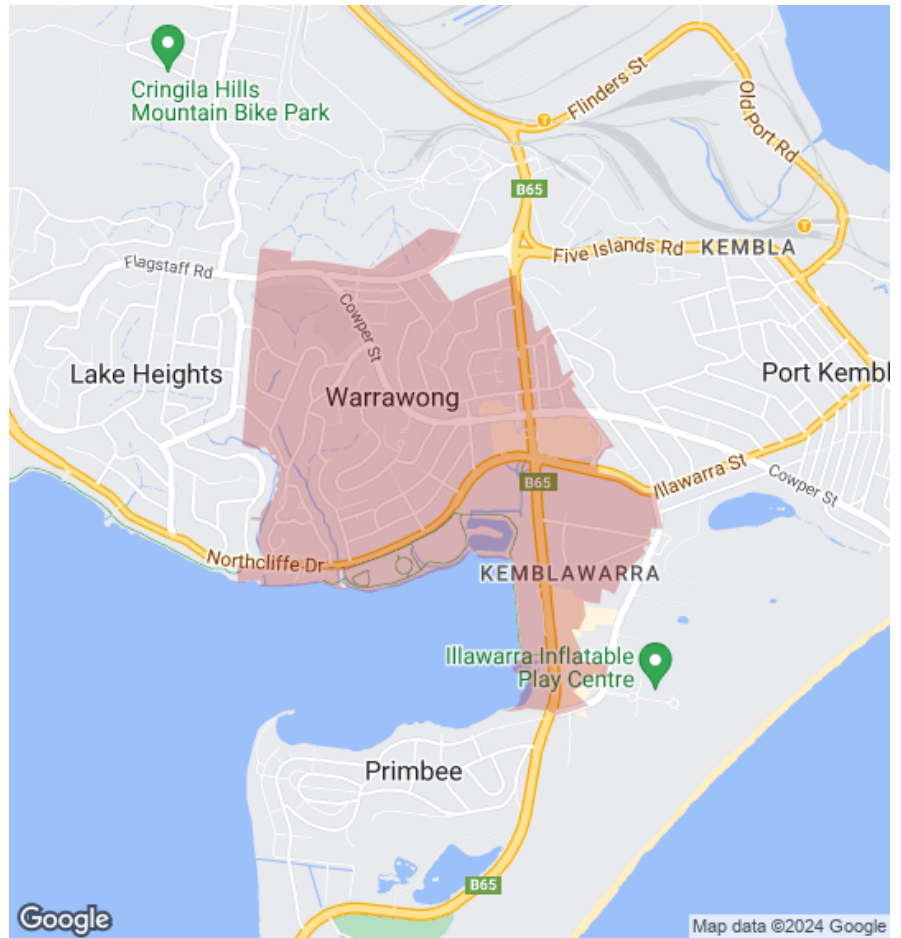 Cringila Hills
Mountain Bike Park
Flinders St
Old Port Rd
B65
Five Islands Rd
KEMBLA
Flagstaff Rd
Cowper St
Lake Heights
Warrawong
Port Kembl
B65
Illawarra St
Cowper St
Northcliffe Dr
KEMBLAWARRA
Illawarra Inflatable
Play Centre
Primbee
B65
Google
Map data ©2024 Google